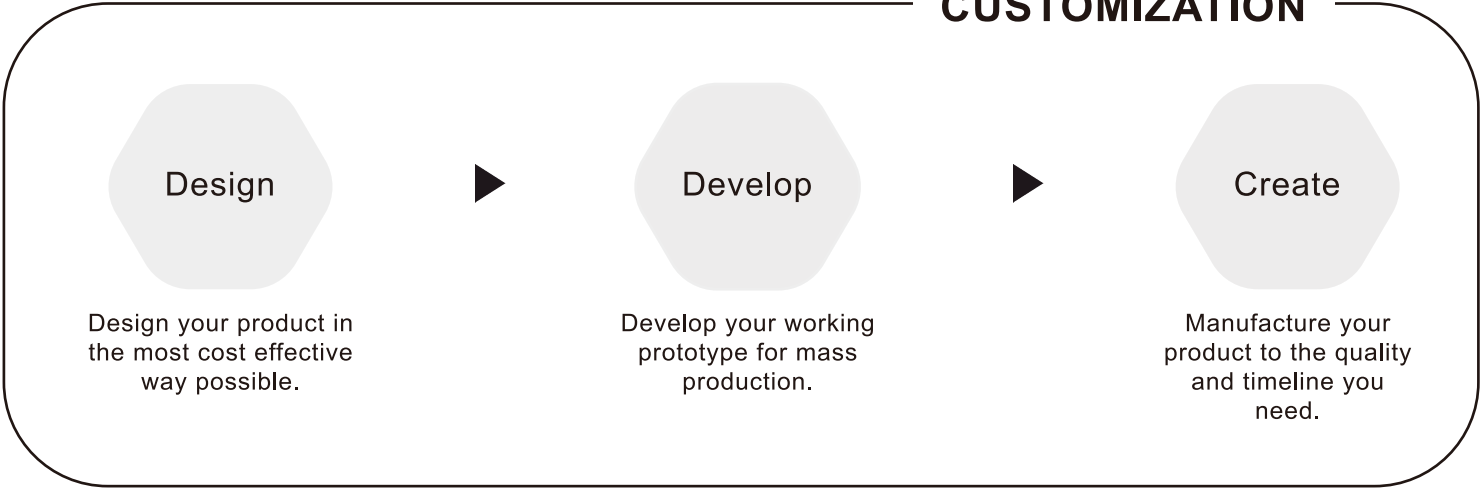 CUSTOMIZATION
Design
Develop
Create
Design your product in
the most cost effective
way possible.
Develop your working
prototype for mass
production.
Manufacture your
product to the quality
and timeline you
need.